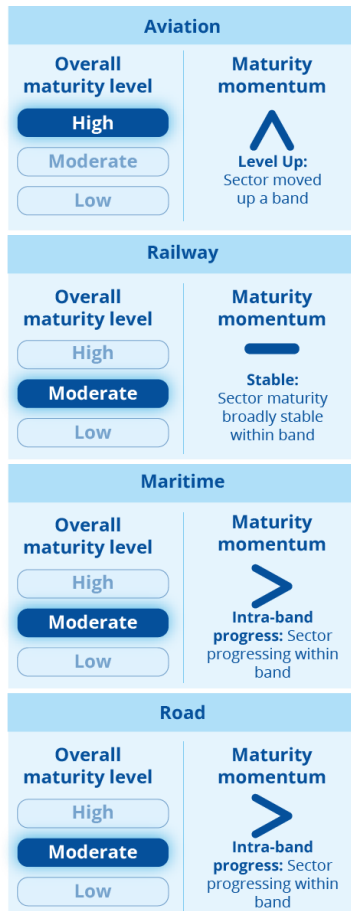 Aviation
Overall
maturity level
High
Moderate
Low
Maturity
momentum
Level Up:
Sector moved
up a band
Railway
Overall
maturity level
High
Moderate
Low
Maturity
momentum
Stable:
Sector maturity
broadly stable
within band
Maritime
Overall
maturity level
High
Moderate
Low
Maturity
momentum
Intra-band
progress: Sector
progressing within
band
Road
Overall
maturity level
High
Moderate
Low
Maturity
momentum
Intra-band
progress: Sector
progressing within
band